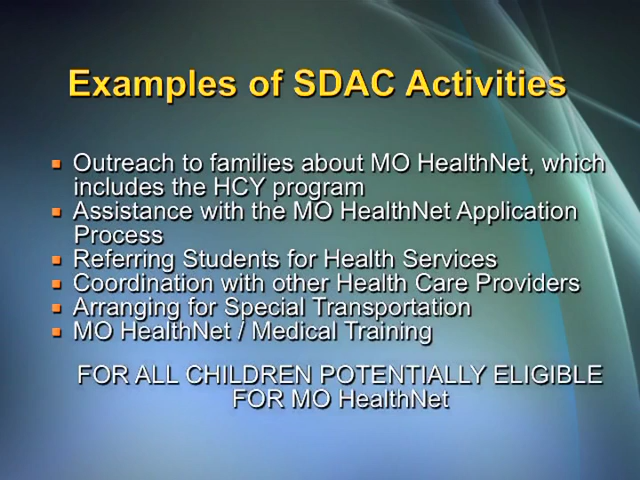 Examples of SDAC Activities
Outreach to families about MO HealthNet, which
includes the HCY program
Assistance with the MO HealthNet Application
Process
Referring Students for Health Services
Coordination with other Health Care Providers
Arranging for Special Transportation
MO HealthNet / Medical Training
FOR ALL CHILDREN POTENTIALLY ELIGIBLE
FOR MO HealthNet